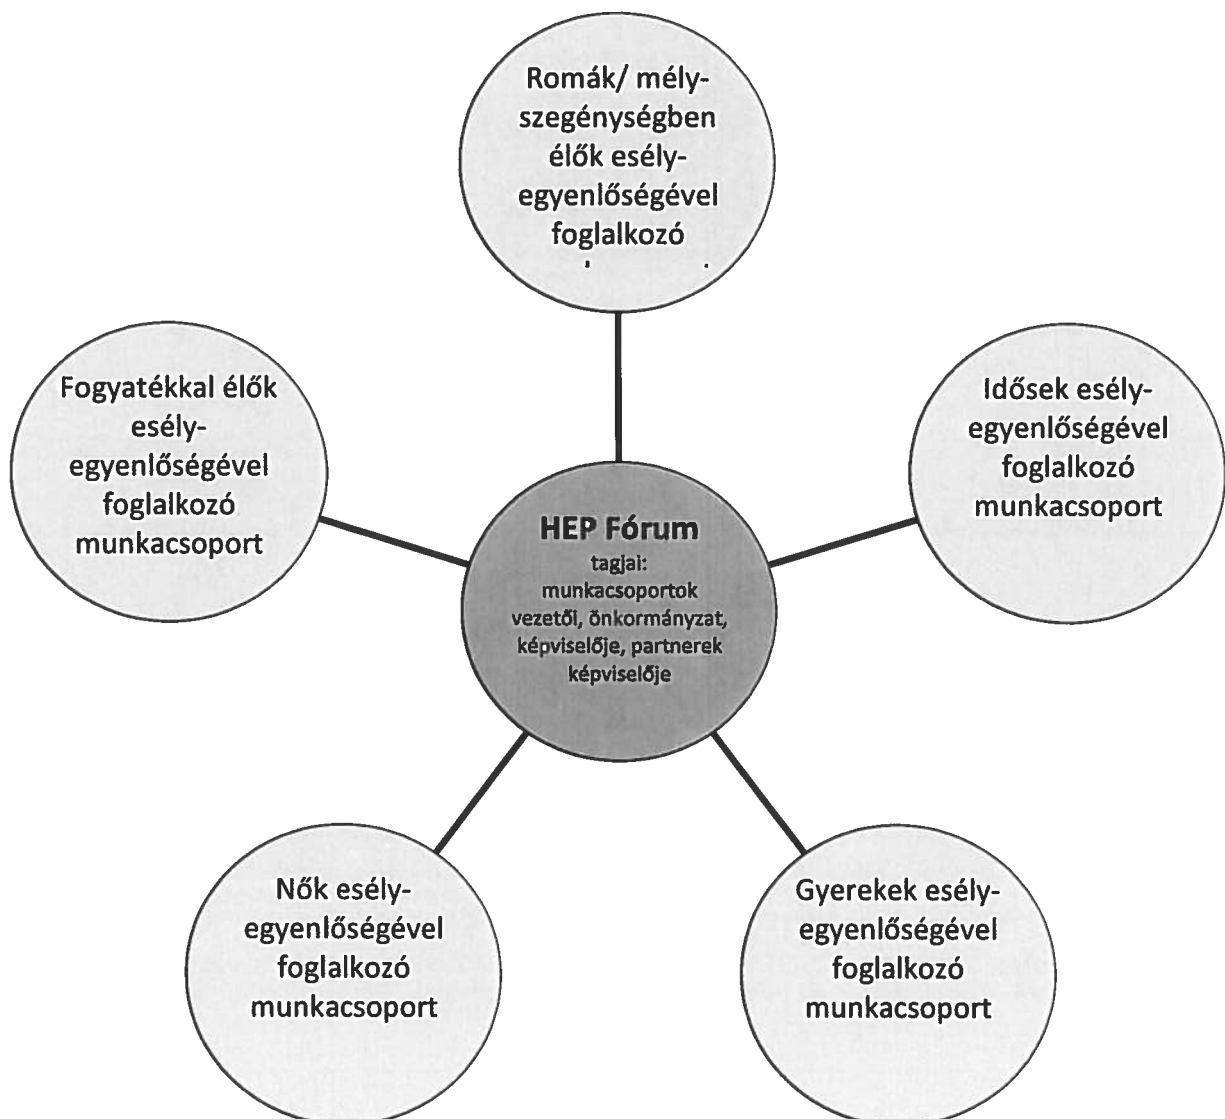 Romák/ mély-
szegénységben
élők esély-
egyenlőségével
foglalkozó
Fogyatékkal élők
esély-
egyenlőségével
foglalkozó
munkacsoport
Idősek esély-
egyenlőségével
foglalkozó
munkacsoport
HEP Fórum
tagjai:
munkacsoportok
vezetői, önkormányzat,
képviselője, partnerek
képviselője
Nők esély-
egyenlőségével
foglalkozó
munkacsoport
Gyerekek esély-
egyenlőségével
foglalkozó
munkacsoport